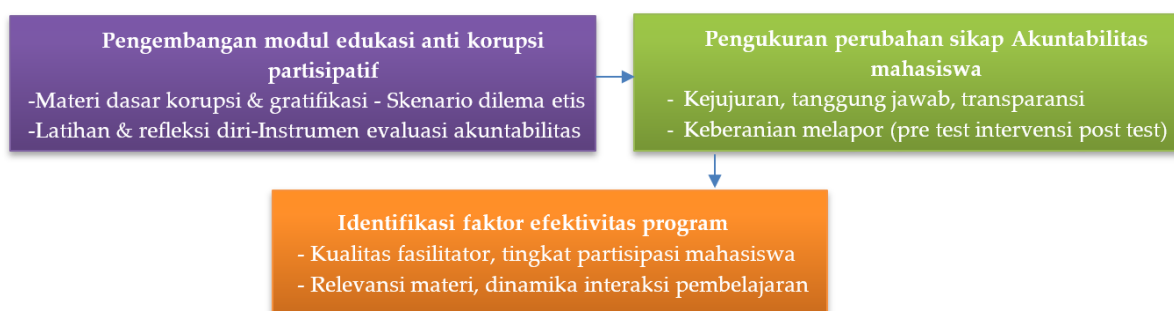 Pengembangan modul edukasi anti korupsi
partisipatif
-Materi dasar korupsi & gratifikasi - Skenario dilema etis
-Latihan & refleksi diri-Instrumen evaluasi akuntabilitas
Pengukuran perubahan sikap Akuntabilitas
mahasiswa
- Kejujuran, tanggung jawab, transparansi
- Keberanian melapor (pre test intervensi post test)
Identifikasi faktor efektivitas program
- Kualitas fasilitator, tingkat partisipasi mahasiswa
- Relevansi materi, dinamika interaksi pembelajaran